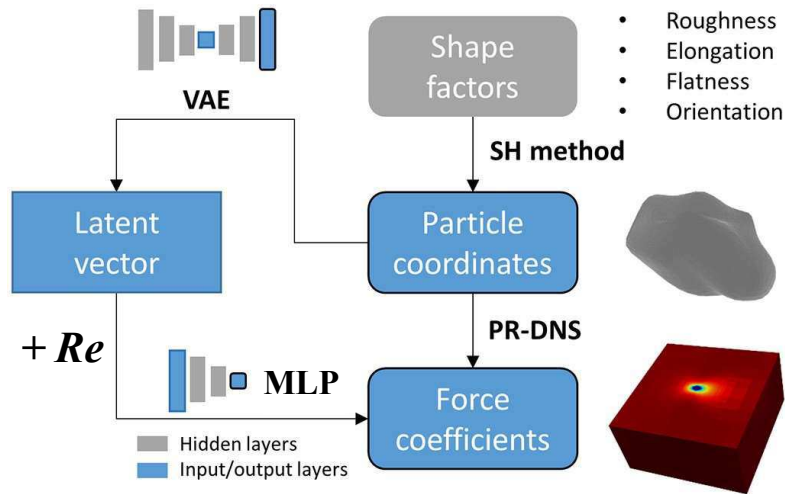 VAE
Shape
factors
• Roughness
• Elongation
• Flatness
• Orientation
SH method
Latent
vector
Particle
coordinates
PR-DNS
+ Re
MLP
Force
coefficients
Hidden layers
Input/output layers